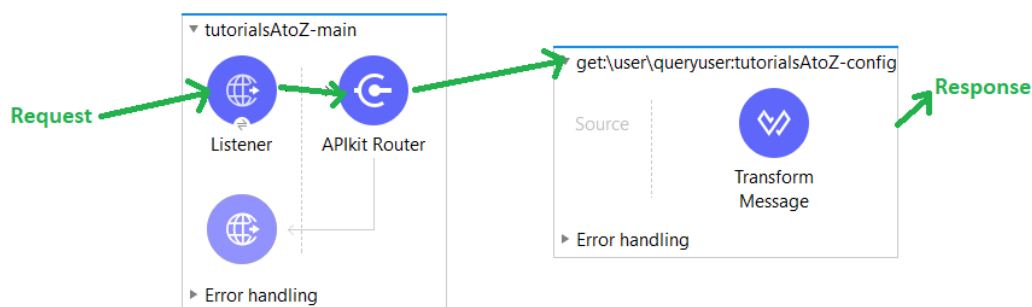 tutorialsAtoZ-main
Request
Listener
APIkit Router
Error handling
get:\user\queryuser:tutorialsAtoZ-config
Source
Transform
Message
Error handling
Response